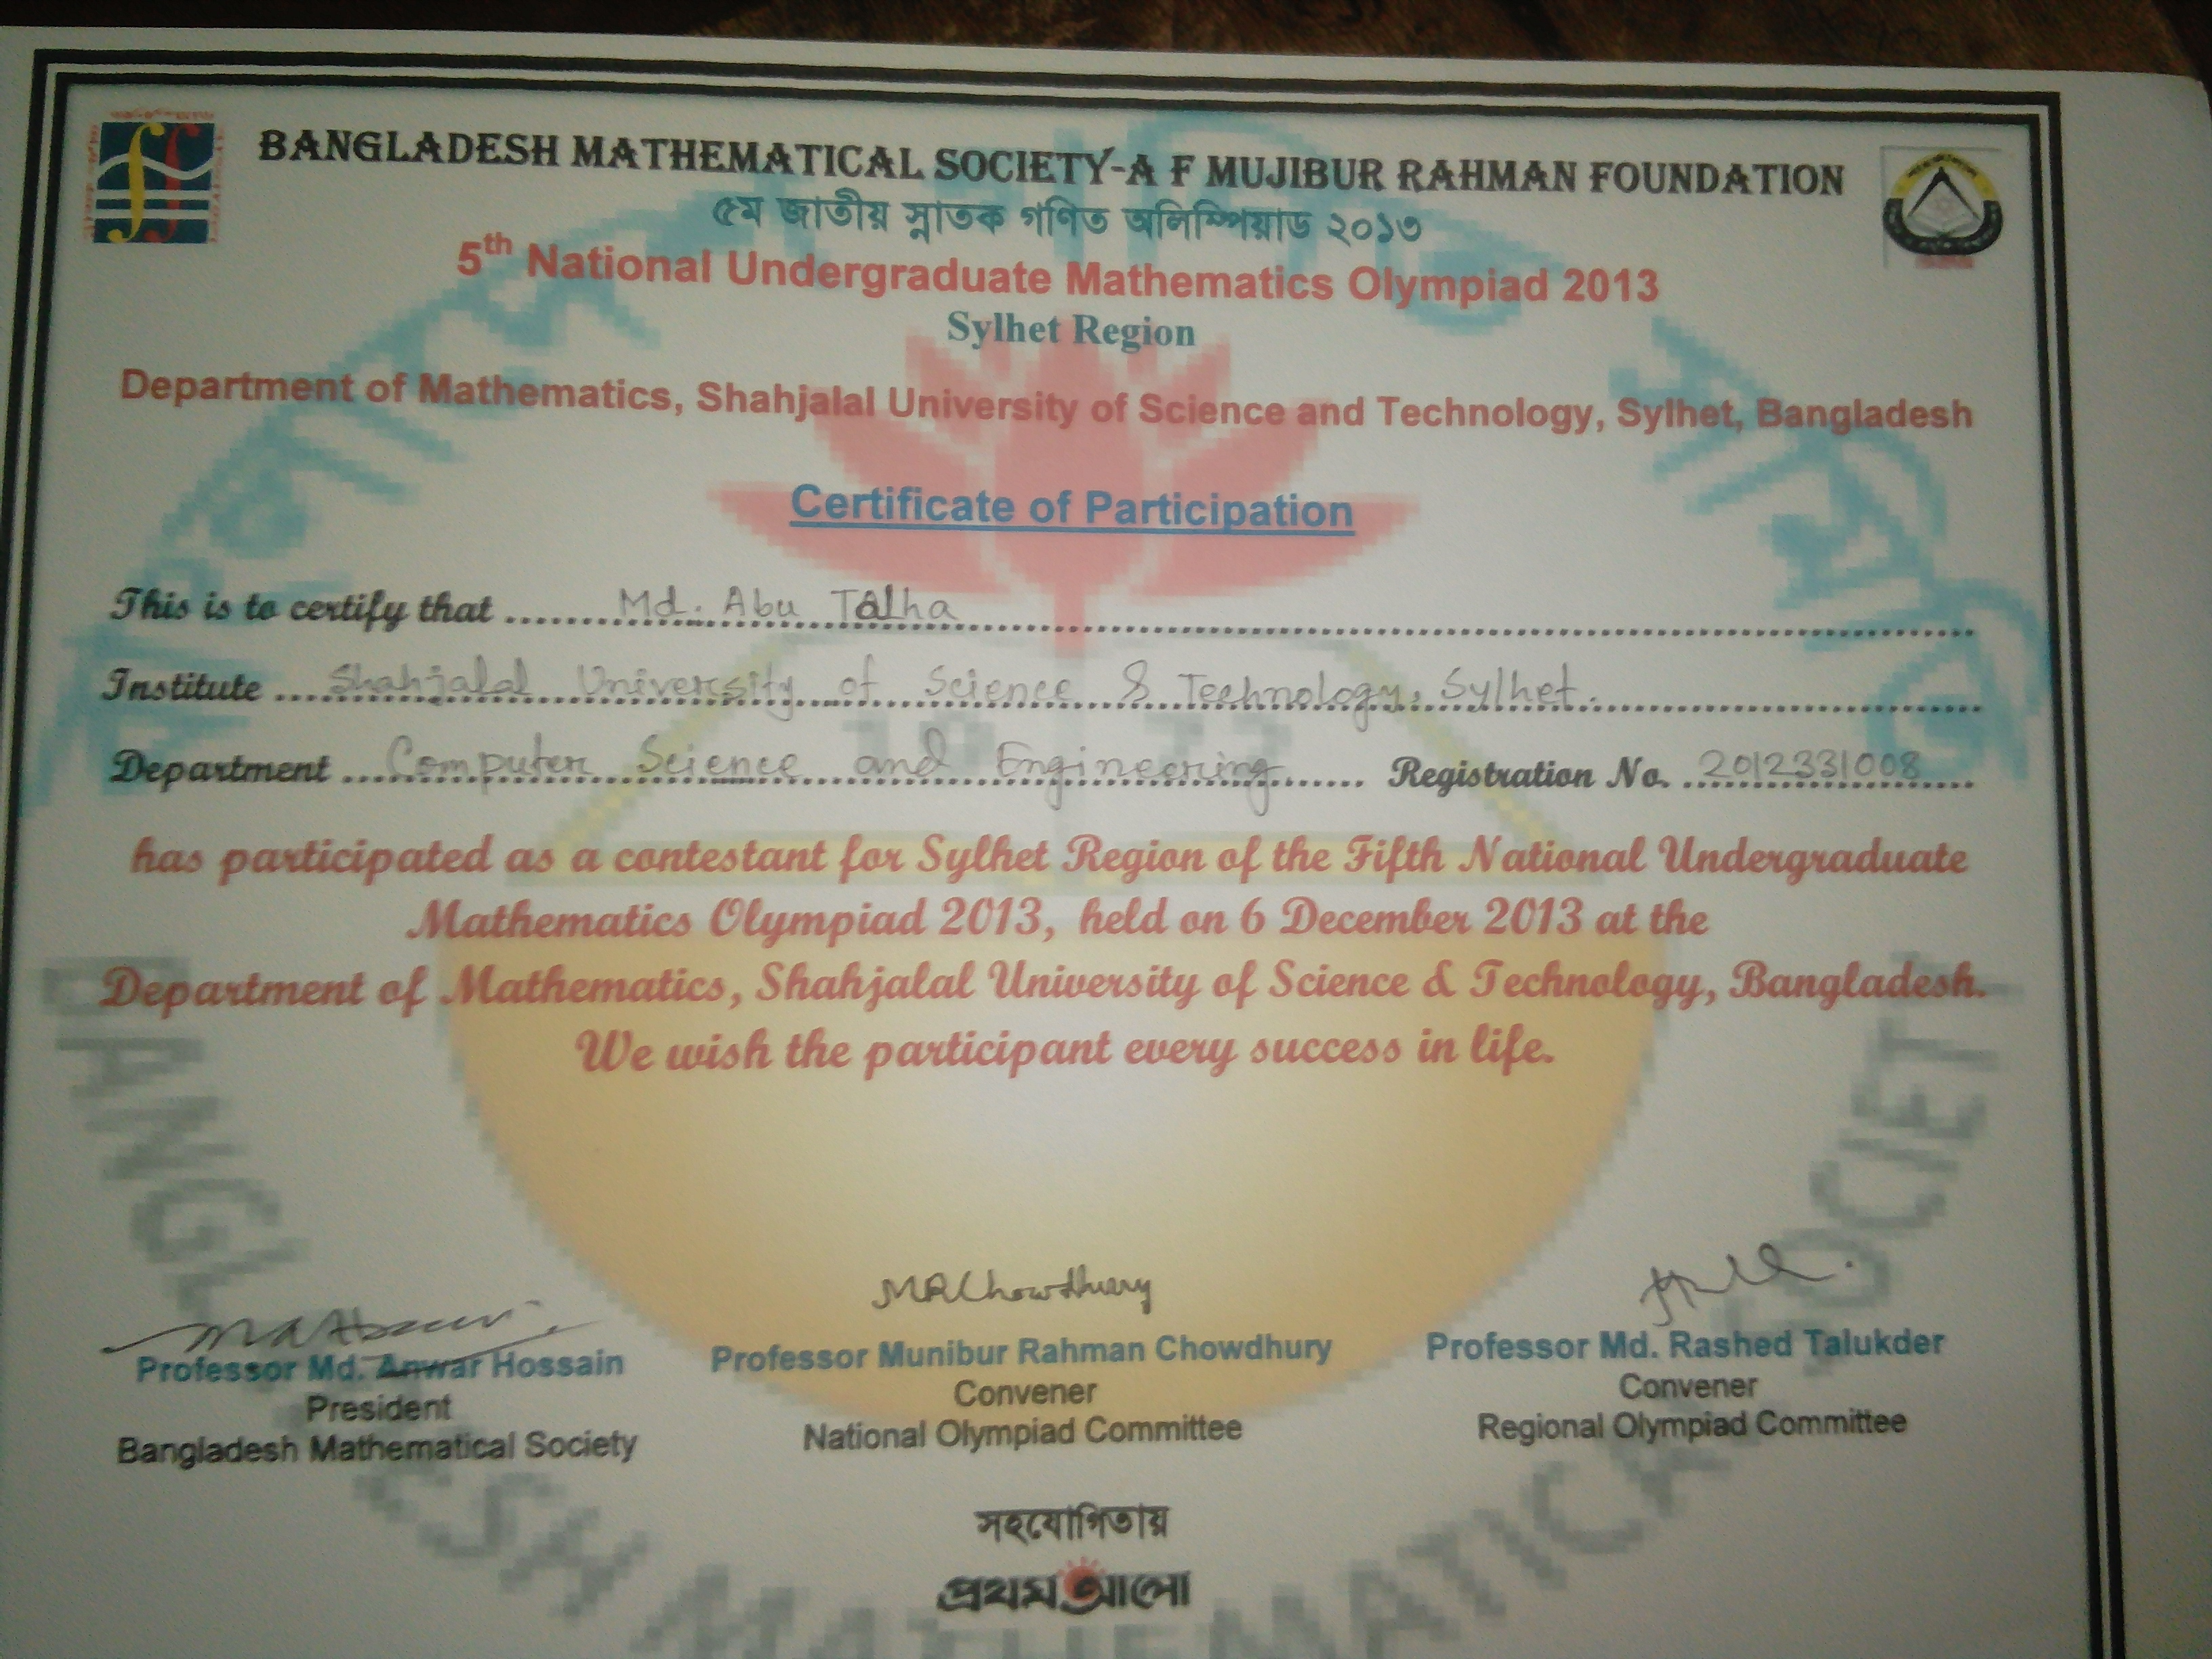 BANGLADESH MATHEMATICAL SOCIETY-A F MUJIBUR RAHMAN FOUNDATION
৫ম জাতীয় স্নাতক গণিত অলিম্পিয়াড ২০১৩
5th National Undergraduate Mathematics Olympiad 2013
Sylhet Region
Department of Mathematics, Shahjalal University of Science and Technology, Sylhet, Bangladesh
Certificate of Participation
This is to certify that Md. Abu Talha
Institute Shahjalal University of Science & Technology, Sylhet.
Department Computer Science and Engineering Registration No. 2012331008
has participated as a contestant for Sylhet Region of the Fifth National Undergraduate
Mathematics Olympiad 2013, held on 6 December 2013 at the
Department of Mathematics, Shahjalal University of Science & Technology, Bangladesh.
We wish the participant every success in life.
MRChowdhury
Professor Md. Anwar Hossain
President
Bangladesh Mathematical Society
Professor Munibur Rahman Chowdhury
Convener
National Olympiad Committee
Professor Md. Rashed Talukder
Convener
Regional Olympiad Committee
সহযোগিতায়
প্রথম আলো
BANGLADESH MATHEMATICAL SOCIETY